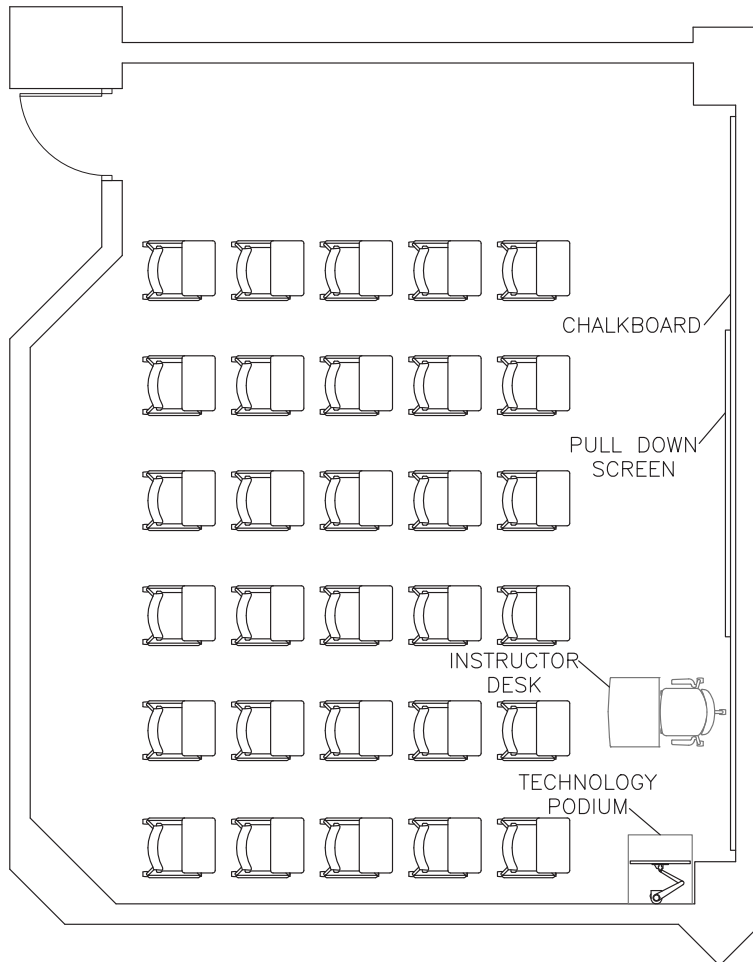 CHALKBOARD
PULL DOWN
SCREEN
INSTRUCTOR
DESK
TECHNOLOGY
PODIUM